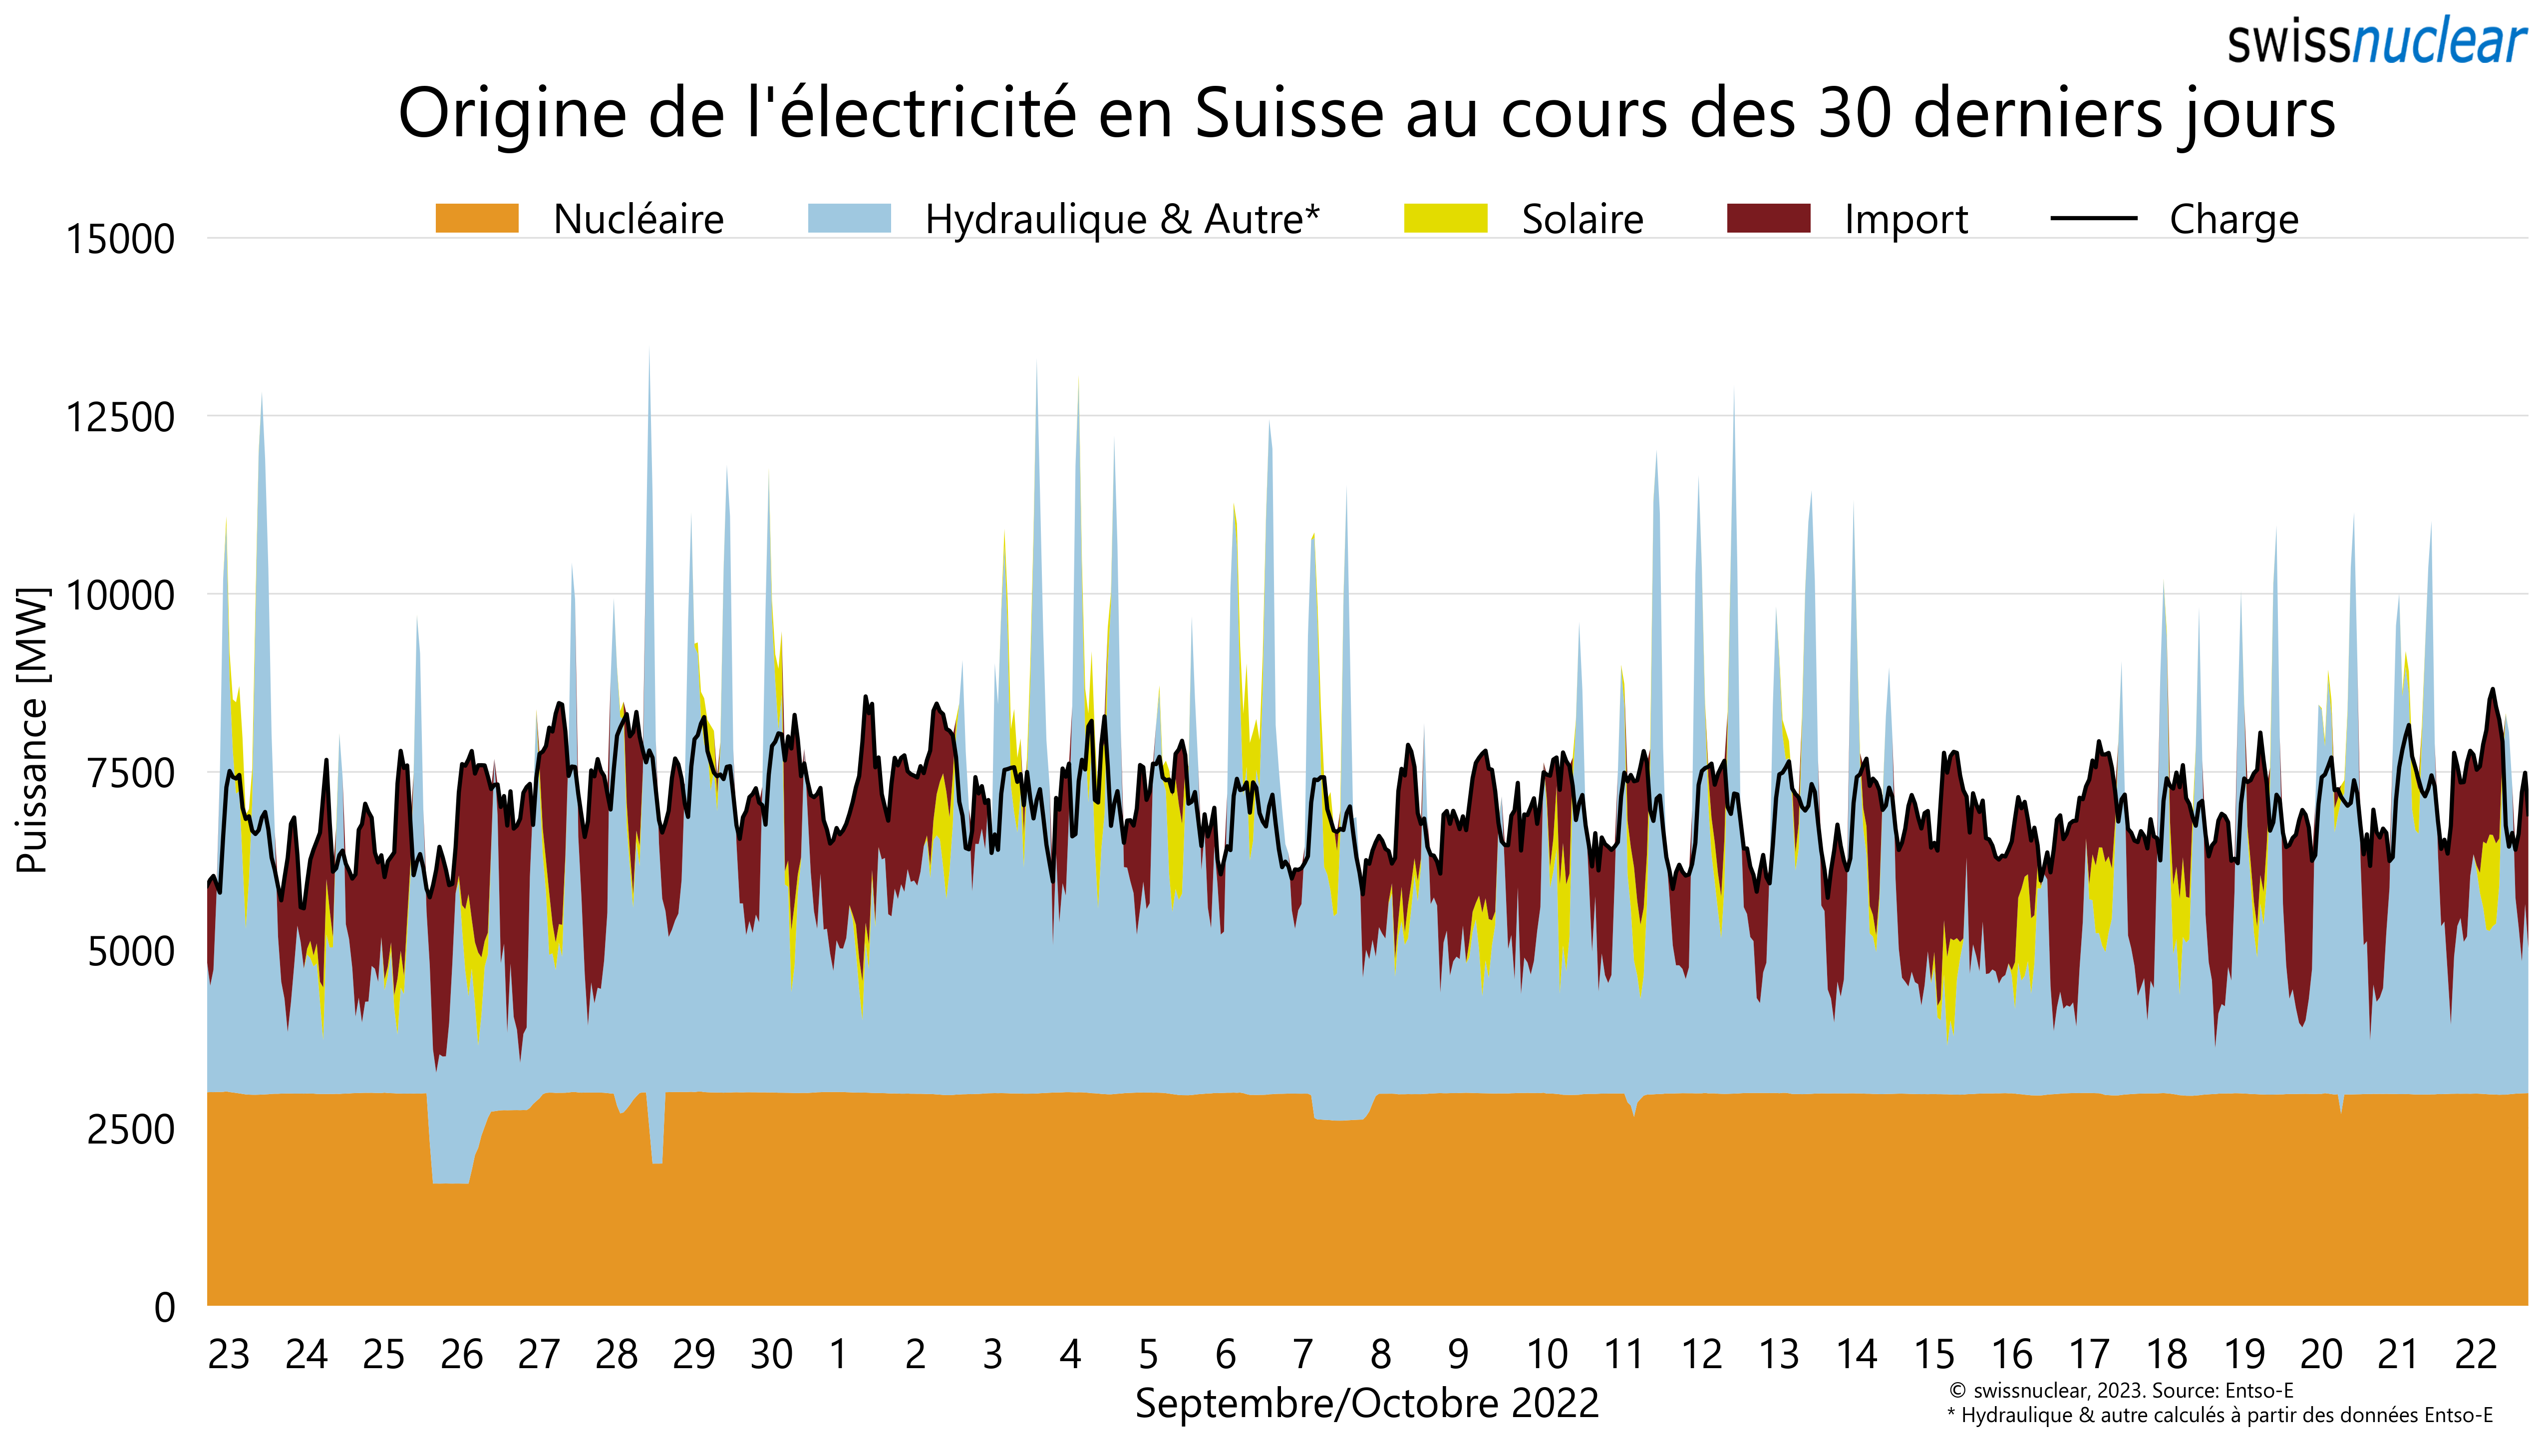 swissnuclear
Origine de l'électricité en Suisse au cours des 30 derniers jours
Nucléaire Hydraulique & Autre* Solaire Import Charge
15000
12500
10000
7500
5000
2500
0
Puissance [MW]
23 24 25 26 27 28 29 30 1 2 3 4 5 6 7 8 9 10 11 12 13 14 15 16 17 18 19 20 21 22
Septembre/Octobre 2022
© swissnuclear, 2023. Source: Entso-E
* Hydraulique & autre calculés à partir des données Entso-E